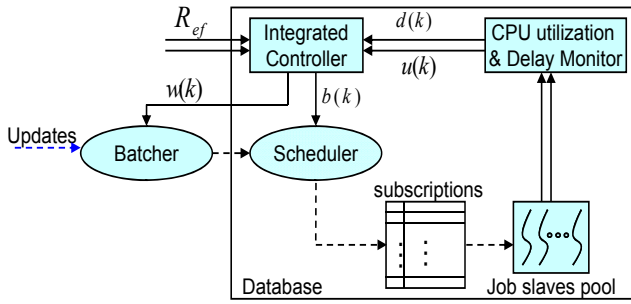 R_ef
Integrated
Controller
d(k)
u(k)
CPU utilization
& Delay Monitor
w(k)
b(k)
Updates
Batcher
Scheduler
subscriptions
Database
Job slaves pool